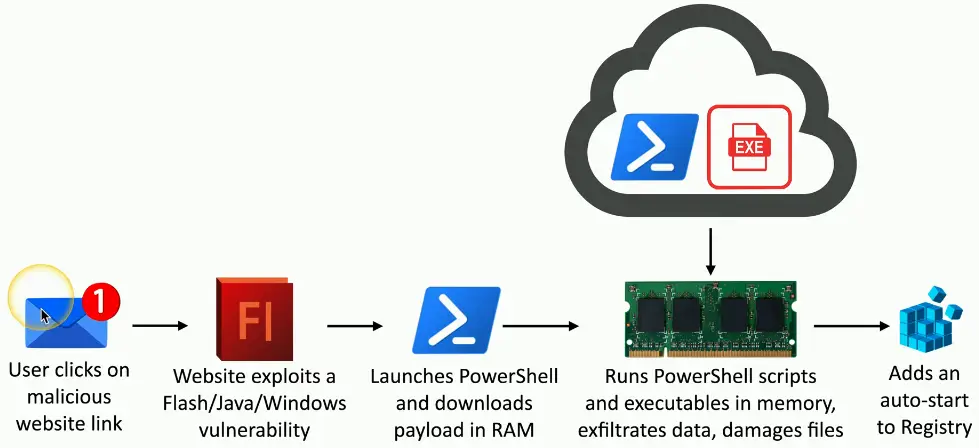 EXE
1
Fl
User clicks on
malicious
website link
Website exploits a
Flash/Java/Windows
vulnerability
Launches PowerShell
and downloads
payload in RAM
Runs PowerShell scripts
and executables in memory,
exfiltrates data, damages files
Adds an
auto-start
to Registry